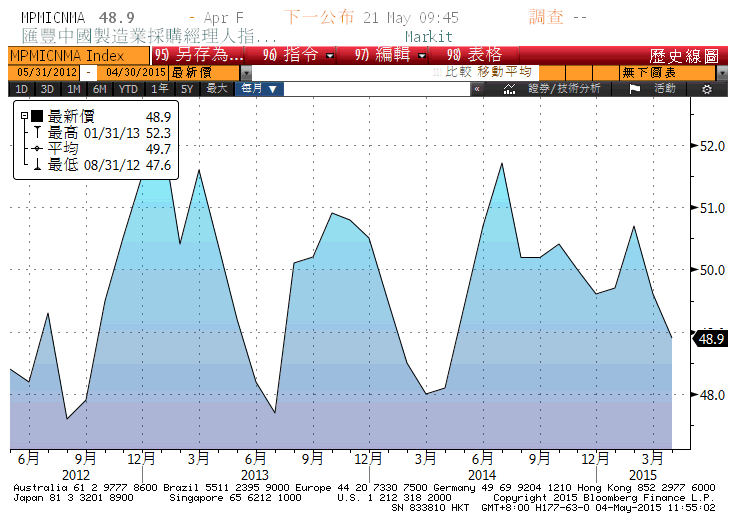 MPMICNMA 48.9 - Apr F 下一公布 21 May 09:45 調查 --
匯豐中國製造業採購經理人指... Markit
MPMICNMA Index 95) 另存為... 96) 指令 97) 編輯 98) 表格 歷史線圖
05/31/2012 - 04/30/2015 最新價 比較 移動平均 無下圖表
1D 3D 1M 6M YTD 1年 5Y 最大 每月 ▼ « 證券/技術分析 活動
最新價 48.9
最高 01/31/13 52.3
平均 49.7
最低 08/31/12 47.6
52.0
51.0
50.0
48.9
48.0
6月 9月 12月 3月 6月 9月 12月 3月 6月 9月 12月 3月
2012 2013 2014 2015
Australia 61 2 9777 8600 Brazil 5511 2395 9000 Europe 44 20 7330 7500 Germany 49 69 9204 1210 Hong Kong 852 2977 6000
Japan 81 3 3201 8900 Singapore 65 6212 1000 U.S. 1 212 318 2000 Copyright 2015 Bloomberg Finance L.P.
SN 833810 HKT GMT+8:00 H177-63-0 04-May-2015 11:55:02